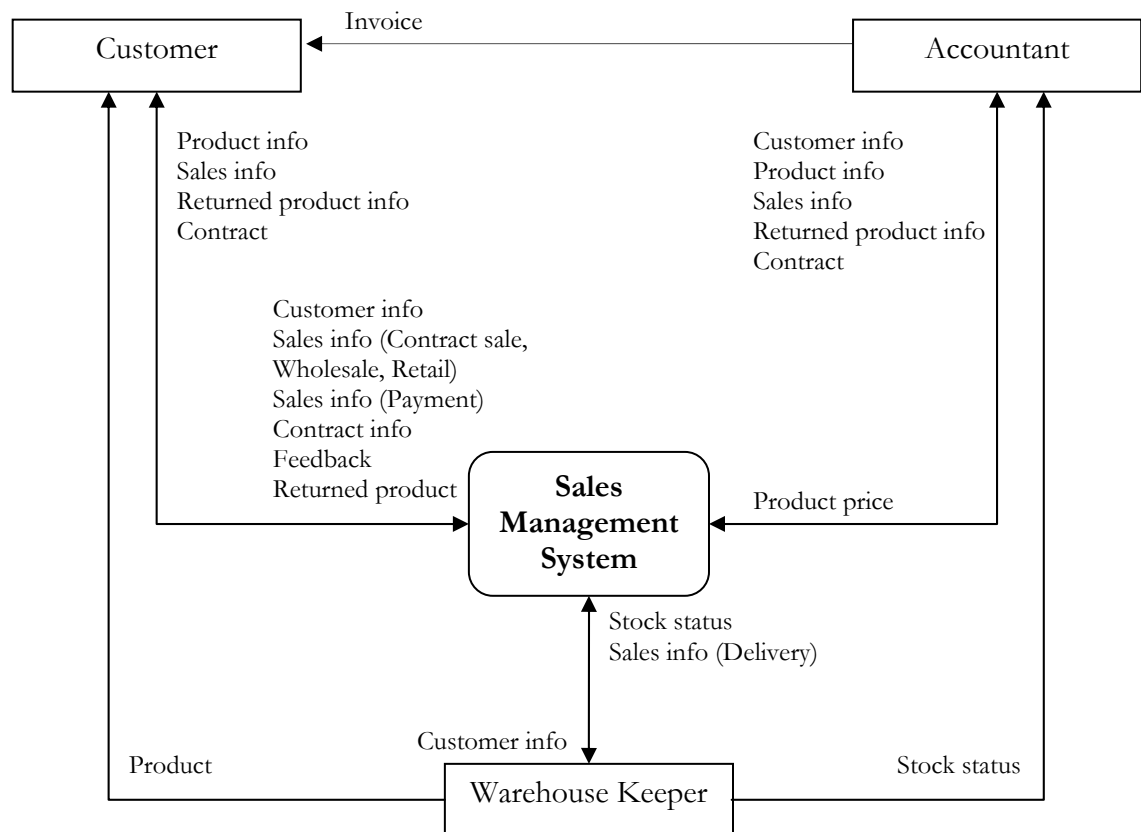 Invoice
Customer
Accountant
Product info
Sales info
Returned product info
Contract
Customer info
Product info
Sales info
Returned product info
Contract
Customer info
Sales info (Contract sale,
Wholesale, Retail)
Sales info (Payment)
Contract info
Feedback
Returned product
Sales
Management
System
Product price
Stock status
Sales info (Delivery)
Customer info
Product
Stock status
Warehouse Keeper